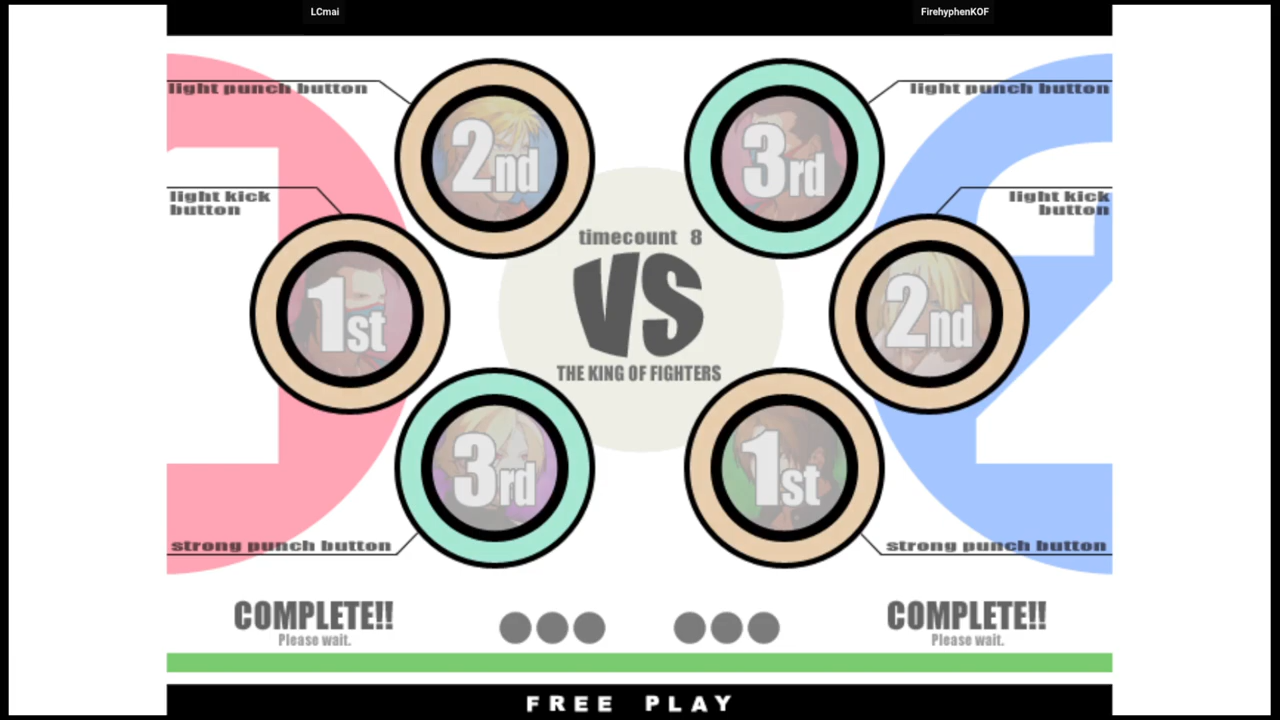 LCmai
FirehyphenKOF
light punch button
light punch button
2nd
3rd
light kick
button
light kick
button
timecount 8
VS
THE KING OF FIGHTERS
1st
2nd
3rd
1st
strong punch button
strong punch button
COMPLETE!!
Please wait.
COMPLETE!!
Please wait.
FREE PLAY